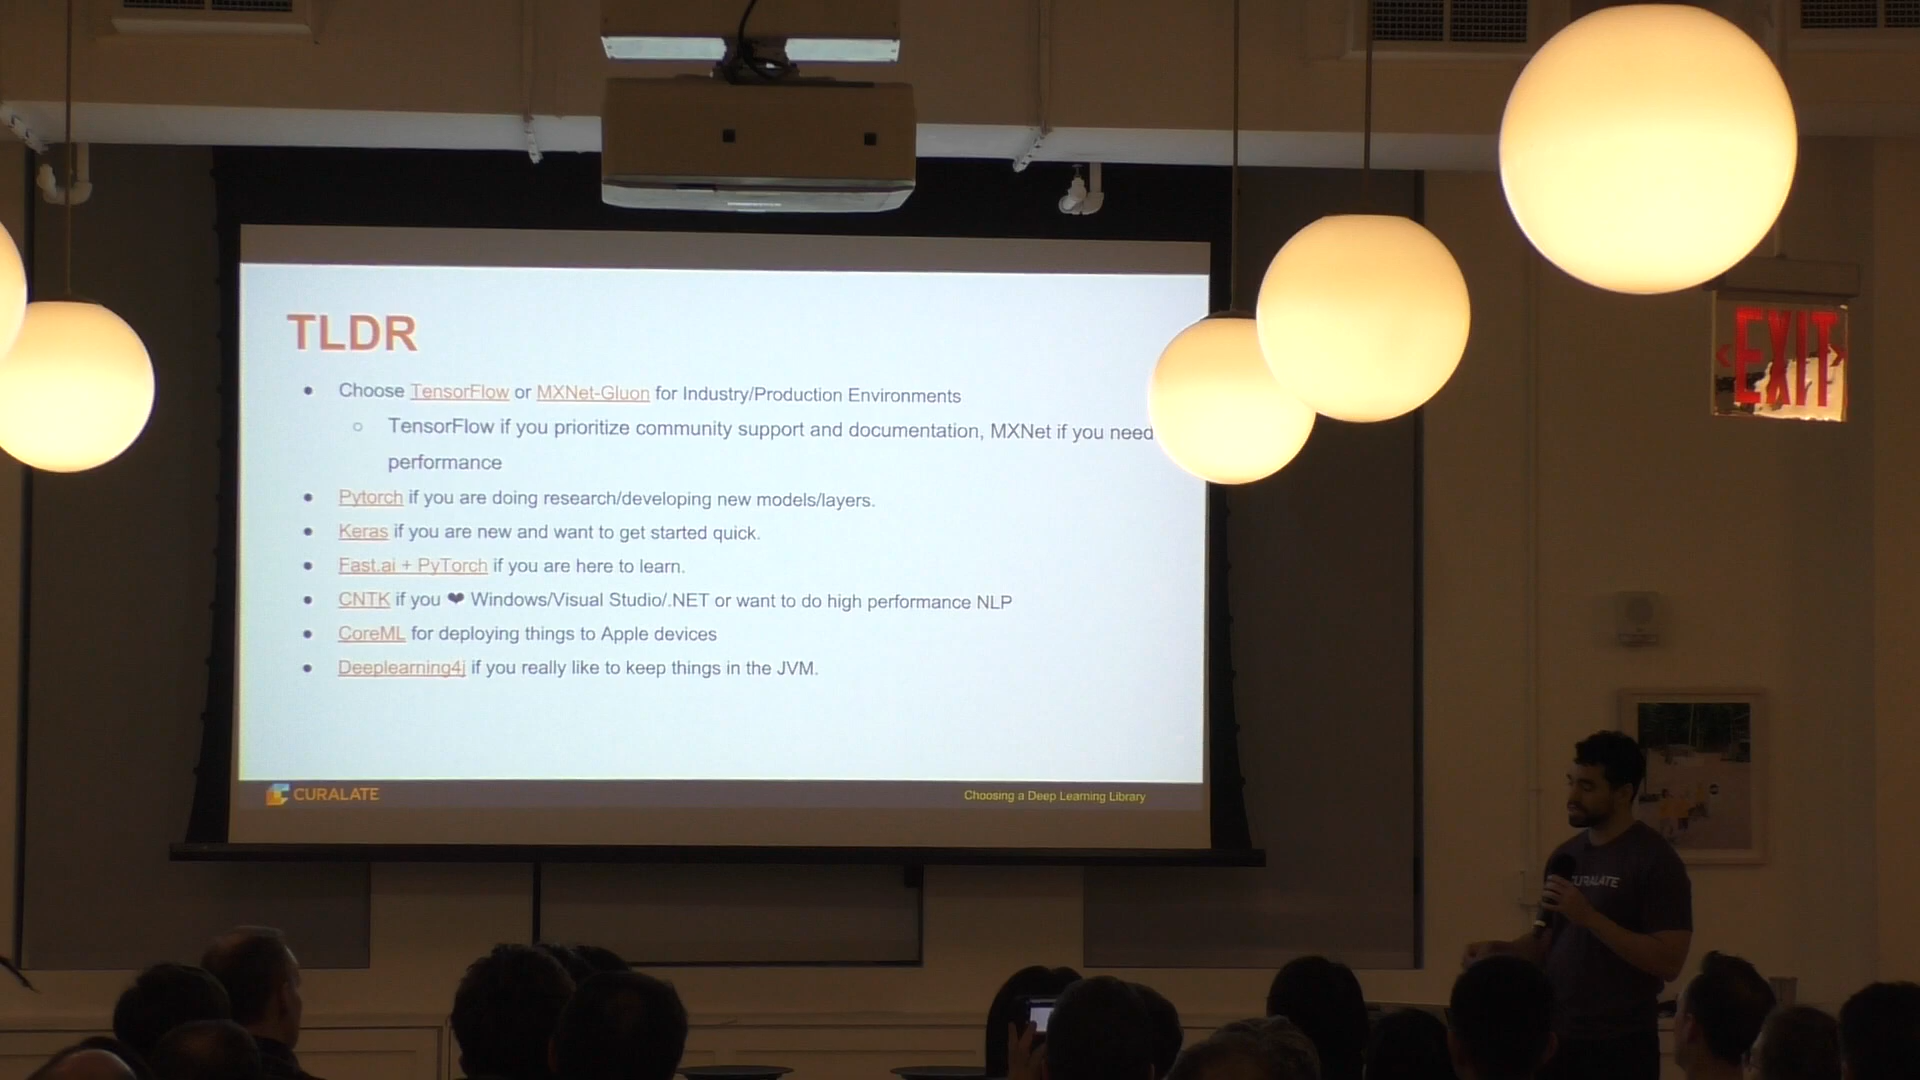 TLDR
Choose TensorFlow or MXNet-Gluon for Industry/Production Environments
TensorFlow if you prioritize community support and documentation, MXNet if you need
performance
Pytorch if you are doing research/developing new models/layers.
Keras if you are new and want to get started quick.
Fast.ai + PyTorch if you are here to learn.
CNTK if you ❤ Windows/Visual Studio/.NET or want to do high performance NLP
CoreML for deploying things to Apple devices
Deeplearning4j if you really like to keep things in the JVM.
CURALATE
Choosing a Deep Learning Library
EXIT
CURALATE